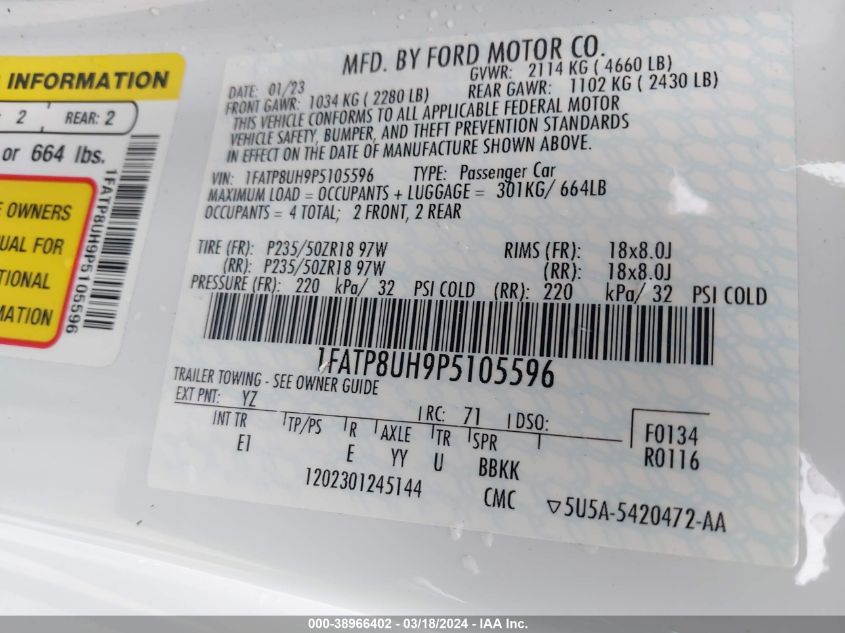 INFORMATION
2 REAR: 2
or 664 lbs.
OWNERS
UAL FOR
TIONAL
MATION
1FATP8UH9P5105596
MFD. BY FORD MOTOR CO.
DATE: 01/23 GVWR: 2114 KG ( 4660 LB)
FRONT GAWR: 1034 KG ( 2280 LB) REAR GAWR: 1102 KG ( 2430 LB)
THIS VEHICLE CONFORMS TO ALL APPLICABLE FEDERAL MOTOR
VEHICLE SAFETY, BUMPER, AND THEFT PREVENTION STANDARDS
IN EFFECT ON THE DATE OF MANUFACTURE SHOWN ABOVE.
VIN: 1FATP8UH9P5105596 TYPE: Passenger Car
MAXIMUM LOAD = OCCUPANTS + LUGGAGE = 301KG/ 664LB
OCCUPANTS = 4 TOTAL; 2 FRONT, 2 REAR
TIRE (FR): P235/50ZR18 97W RIMS (FR): 18x8.0J
(RR): P235/50ZR18 97W (RR): 18x8.0J
PRESSURE (FR): 220 kPa/ 32 PSI COLD (RR): 220 kPa/ 32 PSI COLD
1FATP8UH9P5105596
TRAILER TOWING - SEE OWNER GUIDE
EXT PNT: YZ RC: 71 DSO:
INT TR TP/PS R AXLE TR SPR F0134
EI E YY U BBKK R0116
1202301245144 CMC ▽5U5A-5420472-AA
000-38966402 - 03/18/2024 - IAA Inc.